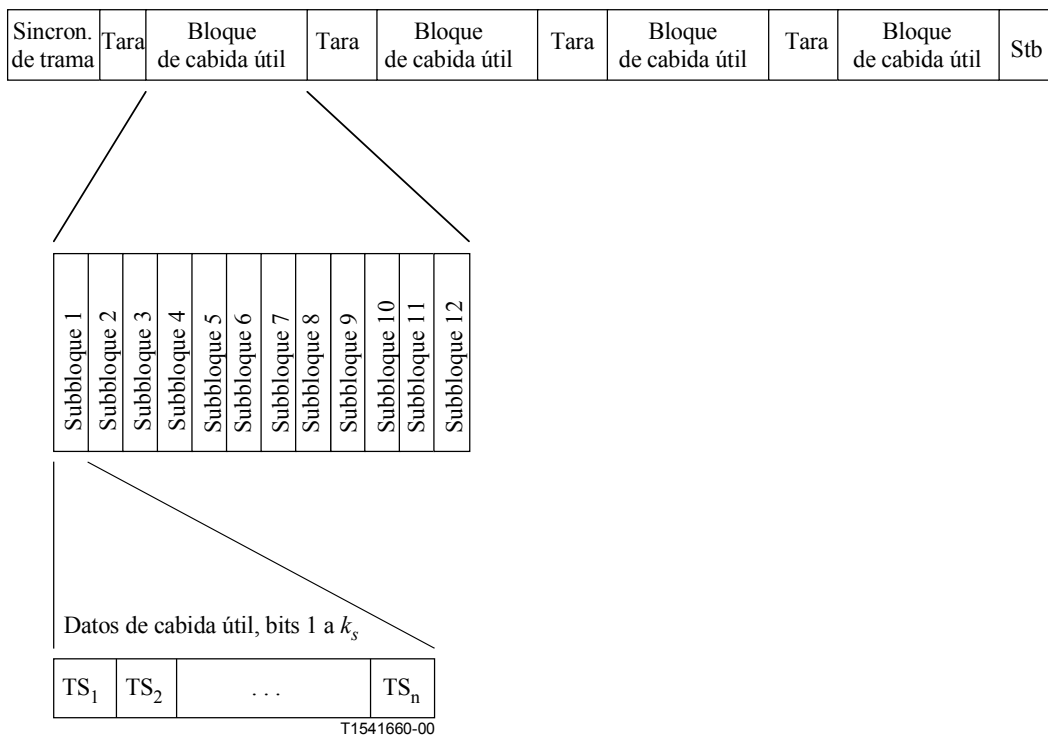 Sincron.
de trama
Tara
Bloque
de cabida útil
Tara
Bloque
de cabida útil
Tara
Bloque
de cabida útil
Tara
Bloque
de cabida útil
Stb
Subbloque 1
Subbloque 2
Subbloque 3
Subbloque 4
Subbloque 5
Subbloque 6
Subbloque 7
Subbloque 8
Subbloque 9
Subbloque 10
Subbloque 11
Subbloque 12
Datos de cabida útil, bits 1 a kₛ
TS₁
TS₂
. . .
TSₙ
T1541660-00